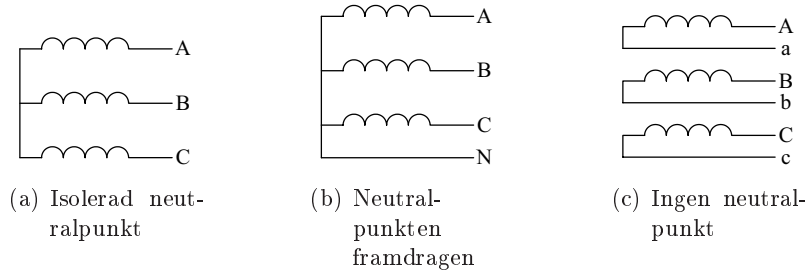 A
B
C
(a) Isolerad neut-
ralpunkt
A
B
C
N
(b) Neutral-
punkten
framdragen
A
a
B
b
C
c
(c) Ingen neutral-
punkt